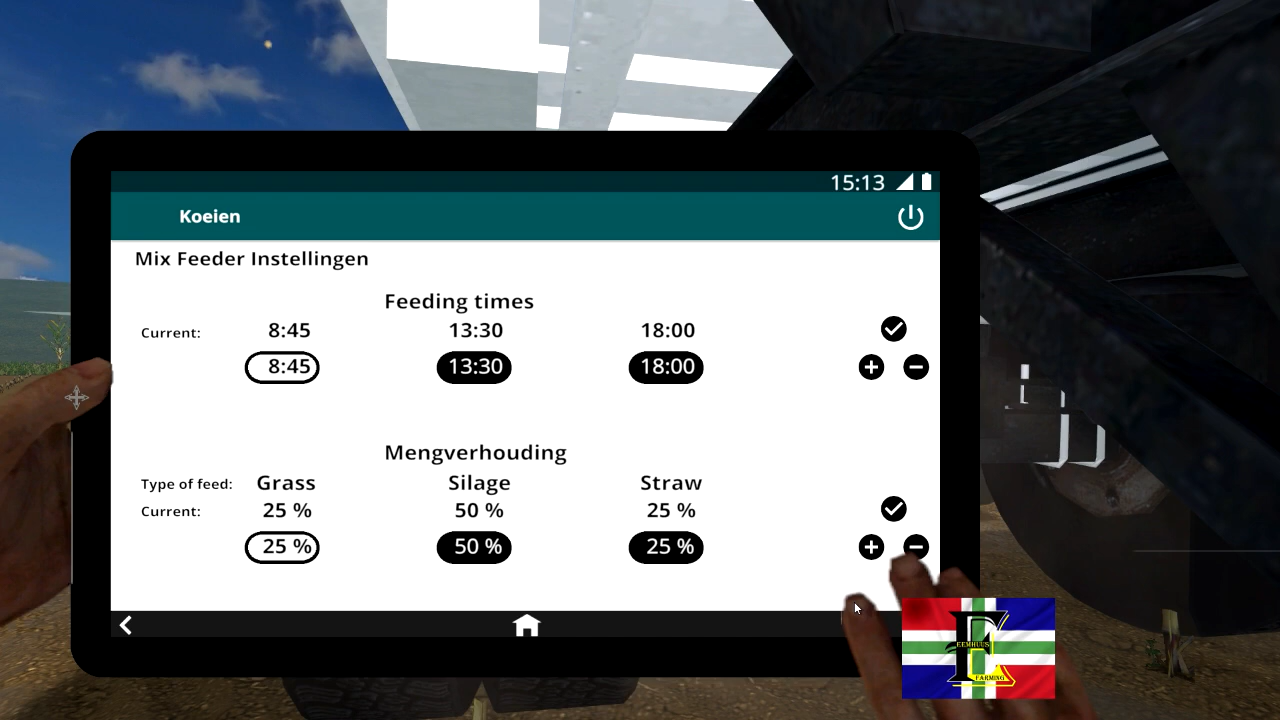 15:13
Koeien
Mix Feeder Instellingen
Feeding times
Current: 8:45 13:30 18:00
8:45 13:30 18:00
Mengverhouding
Type of feed: Grass Silage Straw
Current: 25 % 50 % 25 %
25 % 50 % 25 %
EEMHUUS
FARMING